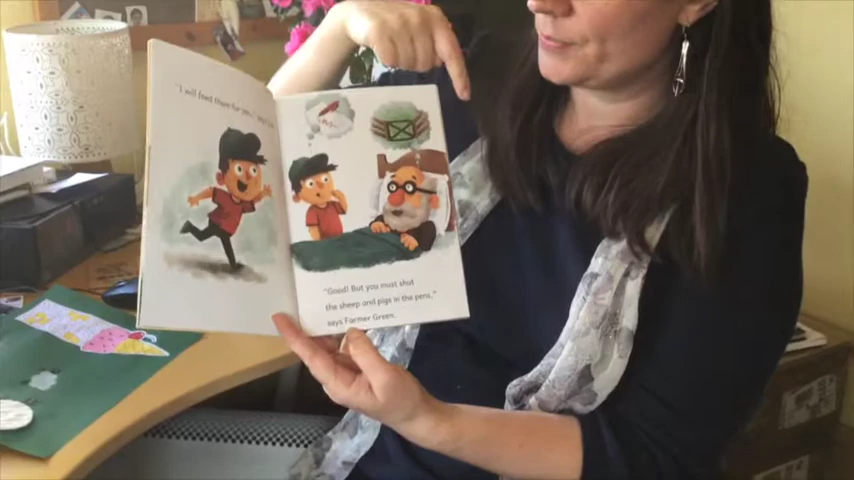 "I will feed them for you,"
"Good! But you must shut
the sheep and pigs in the pens,"
says Farmer Green.